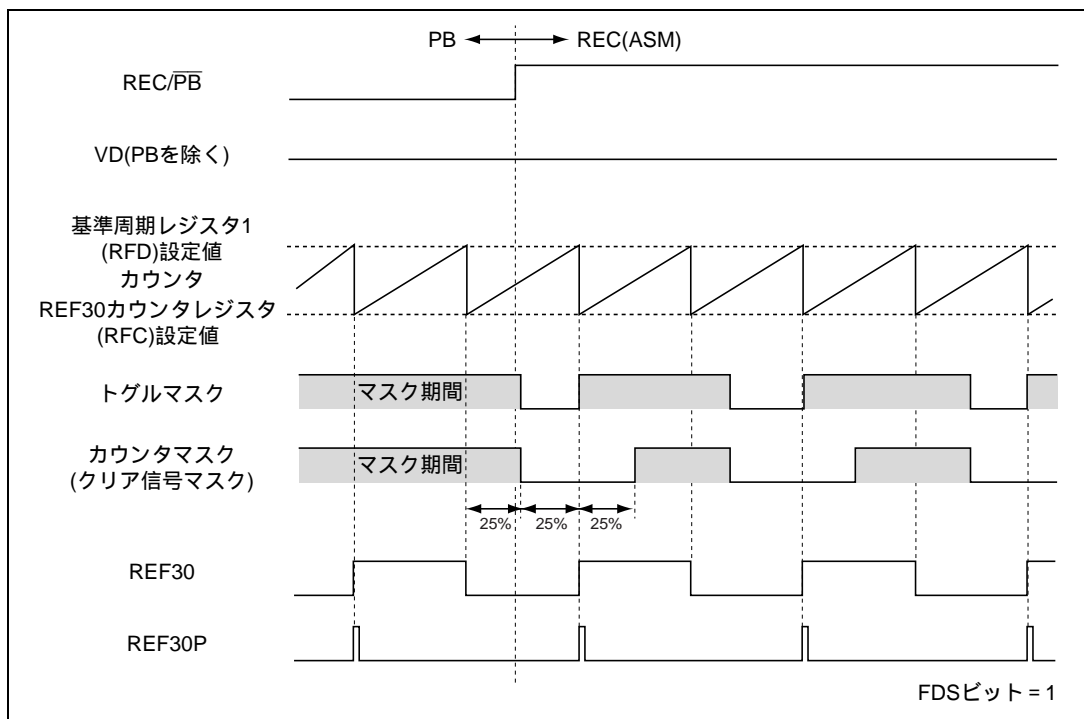 PB REC(ASM)
REC/PB
VD(PBを除く)
基準周期レジスタ1
(RFD)設定値
カウンタ
REF30カウンタレジスタ
(RFC)設定値
トグルマスク マスク期間
カウンタマスク
(クリア信号マスク) マスク期間
25% 25% 25%
REF30
REF30P
FDSビット = 1